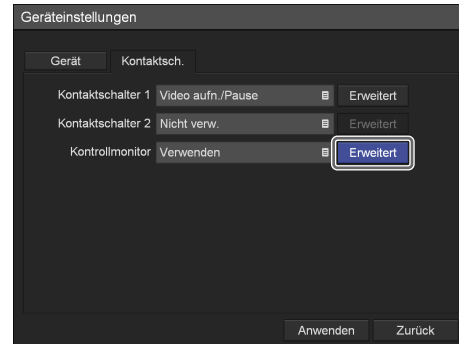 Geräteinstellungen
Gerät Kontaktsch.
Kontaktschalter 1 Video aufn./Pause Erweitert
Kontaktschalter 2 Nicht verw. Erweitert
Kontrollmonitor Verwenden Erweitert
Anwenden Zurück